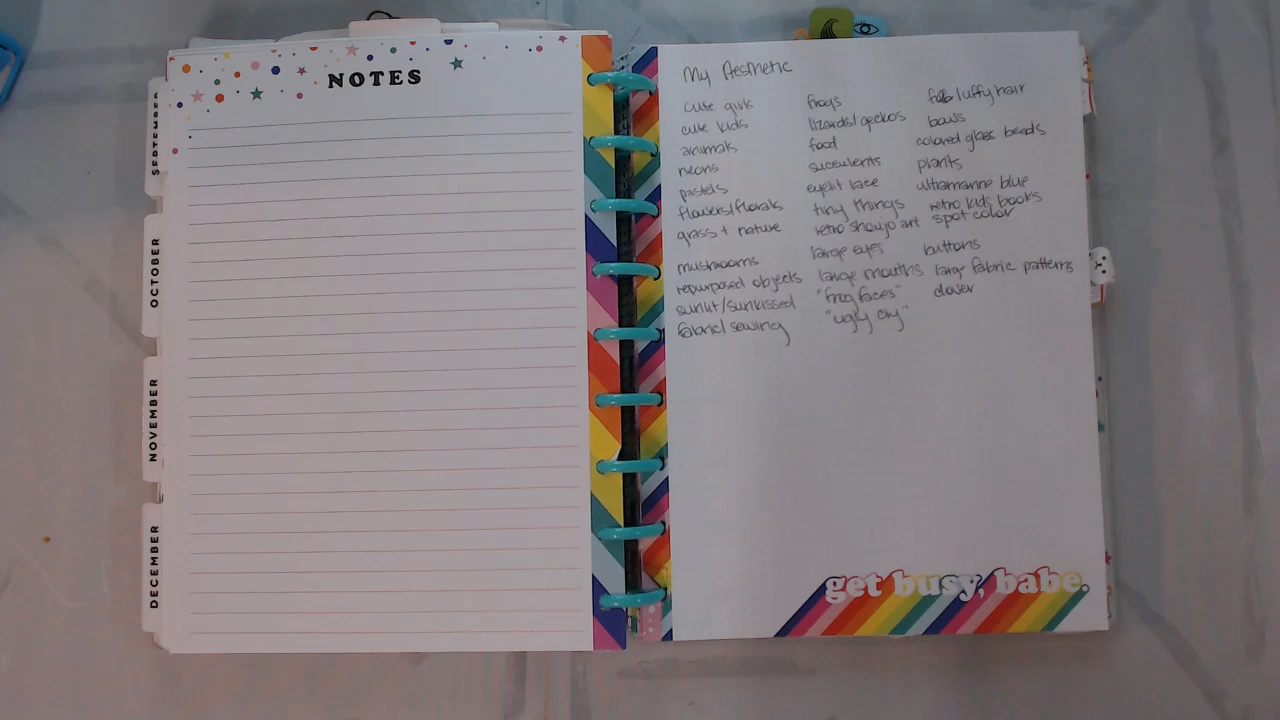 SEPTEMBER
OCTOBER
NOVEMBER
DECEMBER
NOTES
My Aesthetic
cute girls
cute kids
animals
neons
pastels
flowers/florals
grass + nature
mushrooms
repurposed objects
sunlit/sunkissed
fabric/sewing
frogs
lizards/geckos
food
succulents
eyelit lace
tiny things
retro shoujo art
large eyes
large mouths
"frog faces"
"ugly cry"
fluffy hair
bows
colored glass beads
plants
ultramarine blue
retro kids books
spot color
buttons
large fabric patterns
clover
get busy, babe.